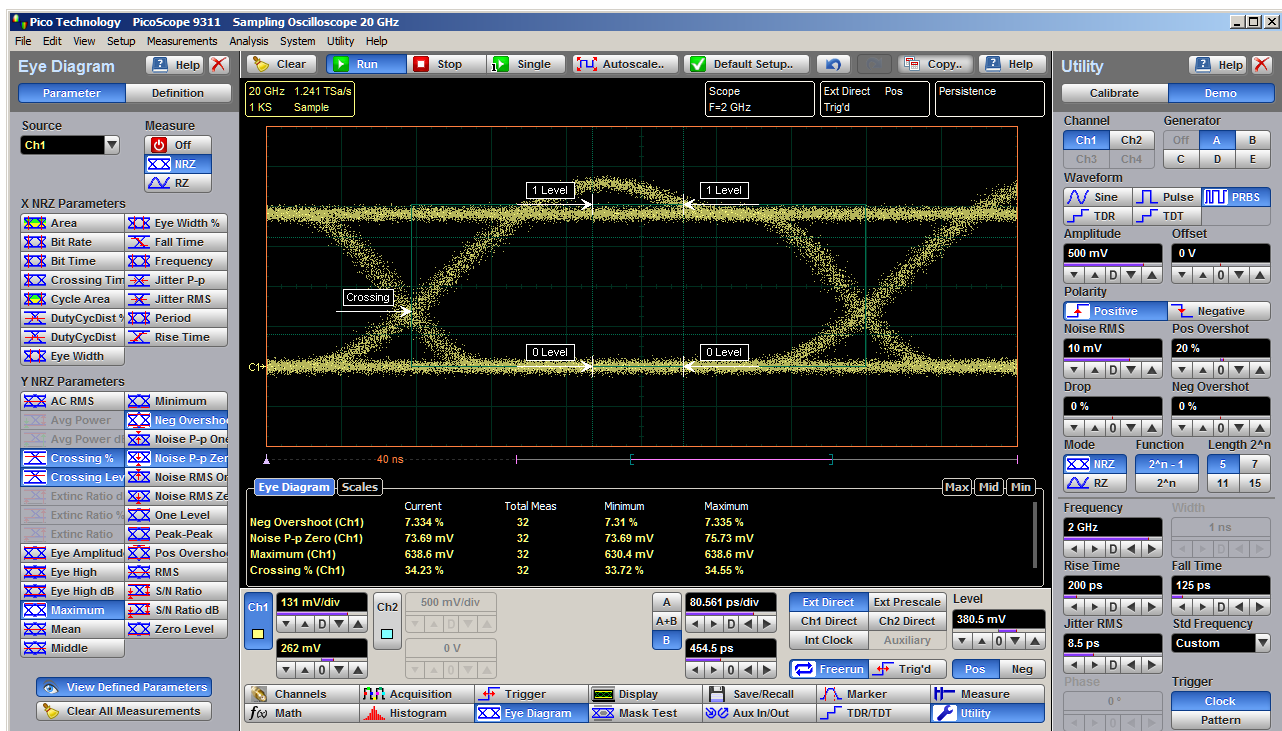 Pico Technology PicoScope 9311 Sampling Oscilloscope 20 GHz
File Edit View Setup Measurements Analysis System Utility Help
Eye Diagram Help
Parameter Definition
Source Measure
Ch1 Off
NRZ
RZ
X NRZ Parameters
Area Eye Width %
Bit Rate Fall Time
Bit Time Frequency
Crossing Tim Jitter P-p
Cycle Area Jitter RMS
DutyCycDist % Period
DutyCycDist Rise Time
Eye Width
Y NRZ Parameters
AC RMS Minimum
Avg Power Neg Overshoo
Avg Power dB Noise P-p One
Crossing % Noise P-p Zer
Crossing Lev Noise RMS On
Extinc Ratio d Noise RMS Ze
Extinc Ratio % One Level
Extinc Ratio Peak-Peak
Eye Amplitud Pos Oversho
Eye High RMS
Eye High dB S/N Ratio
Maximum S/N Ratio dB
Mean Zero Level
Middle
View Defined Parameters
Clear All Measurements
Clear Run Stop Single Autoscale.. Default Setup.. Copy.. Help
20 GHz 1.241 TSa/s
1 KS Sample
Scope
F=2 GHz
Ext Direct Pos
Trig'd
Persistence
1 Level 1 Level
Crossing
0 Level 0 Level
C1
40 ns
Eye Diagram Scales Max Mid Min
Current Total Meas Minimum Maximum
Neg Overshoot (Ch1) 7.334 % 32 7.31 % 7.335 %
Noise P-p Zero (Ch1) 73.69 mV 32 73.69 mV 75.73 mV
Maximum (Ch1) 638.6 mV 32 630.4 mV 638.6 mV
Crossing % (Ch1) 34.23 % 32 33.72 % 34.55 %
Ch1 131 mV/div Ch2 500 mV/div A 80.561 ps/div Ext Direct Ext Prescale Level
D D A+B D Ch1 Direct Ch2 Direct 380.5 mV
262 mV 0 V B 454.5 ps Int Clock Auxiliary 0
0 0 0 Freerun Trig'd Pos Neg
Channels Acquisition Trigger Display Save/Recall Marker Measure
f(x) Math Histogram Eye Diagram Mask Test Aux In/Out TDR/TDT Utility
Utility Help
Calibrate Demo
Channel Generator
Ch1 Ch2 Off A B
Ch3 Ch4 C D E
Waveform
Sine Pulse PRBS
TDR TDT
Amplitude Offset
500 mV 0 V
D 0
Polarity
Positive Negative
Noise RMS Pos Overshot
10 mV 20 %
D 0
Drop Neg Overshot
0 % 0 %
0 0
Mode Function Length 2^n
NRZ 2^n - 1 5 7
RZ 2^n 11 15
Frequency Width
2 GHz 1 ns
D D
Rise Time Fall Time
200 ps 125 ps
D D
Jitter RMS Std Frequency
8.5 ps Custom
D
Phase Trigger
0 ° Clock
0 Pattern